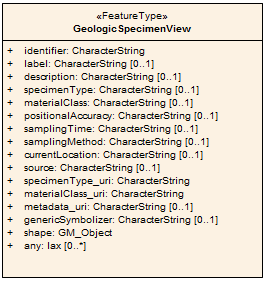 «FeatureType»
GeologicSpecimenView
+ identifier: CharacterString
+ label: CharacterString [0..1]
+ description: CharacterString [0..1]
+ specimenType: CharacterString [0..1]
+ materialClass: CharacterString [0..1]
+ positionalAccuracy: CharacterString [0..1]
+ samplingTime: CharacterString [0..1]
+ samplingMethod: CharacterString [0..1]
+ currentLocation: CharacterString [0..1]
+ source: CharacterString [0..1]
+ specimenType_uri: CharacterString
+ materialClass_uri: CharacterString
+ metadata_uri: CharacterString [0..1]
+ genericSymbolizer: CharacterString [0..1]
+ shape: GM_Object
+ any: lax [0..*]